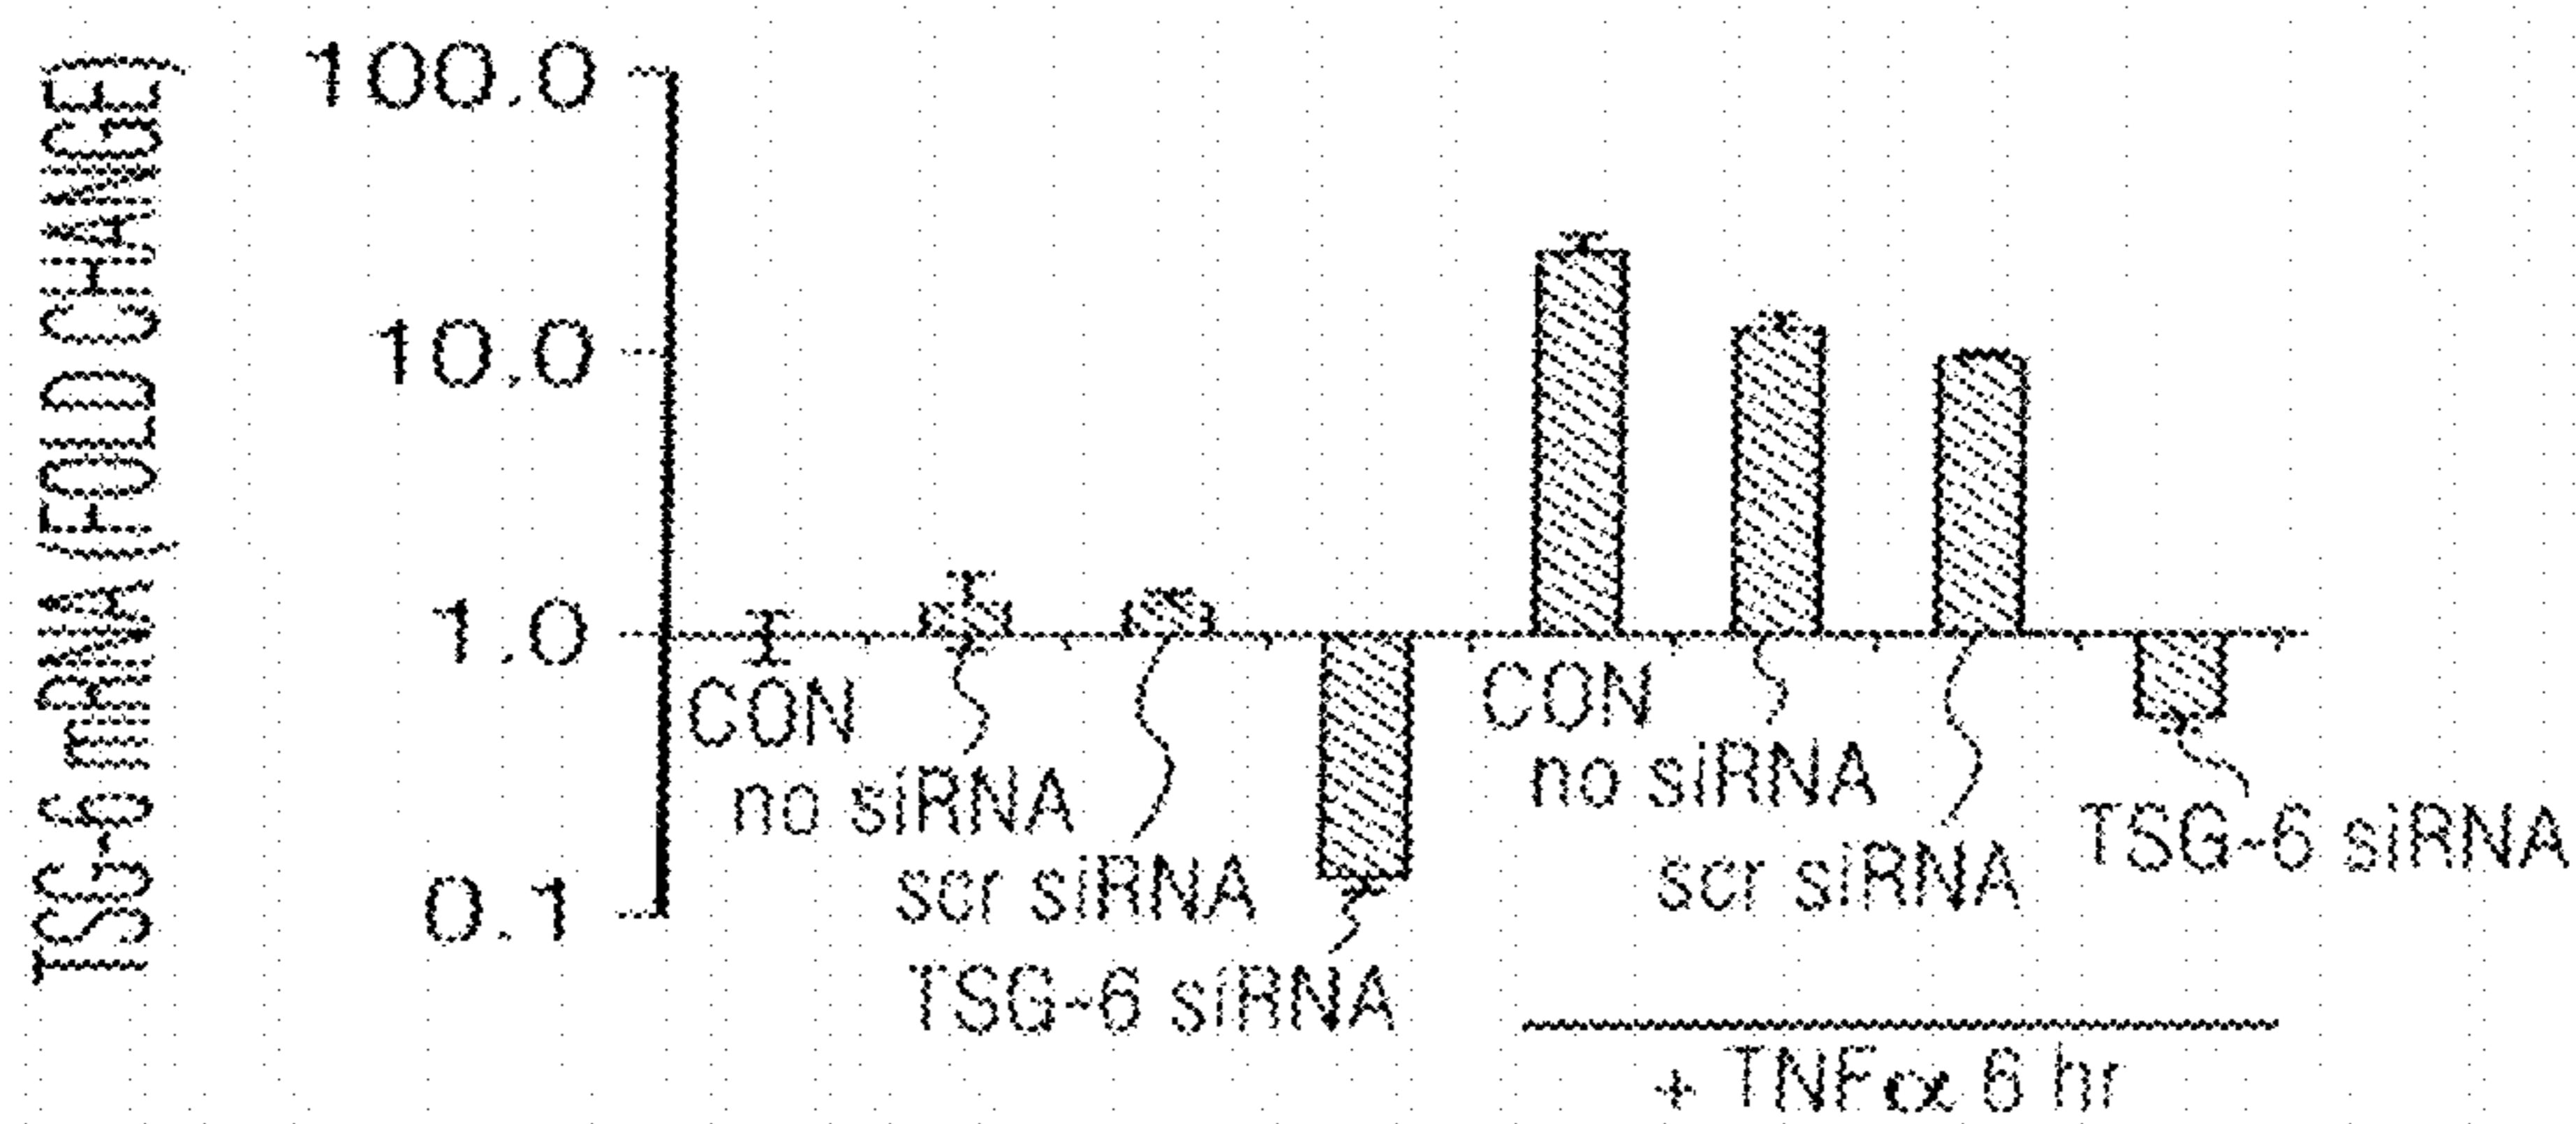 TSG-6 mRNA (FOLD CHANGE)
100.0
10.0
1.0
0.1
CON
no siRNA
scr siRNA
TSG-6 siRNA
CON
no siRNA
scr siRNA
TSG-6 siRNA
+ TNFα 6 hr